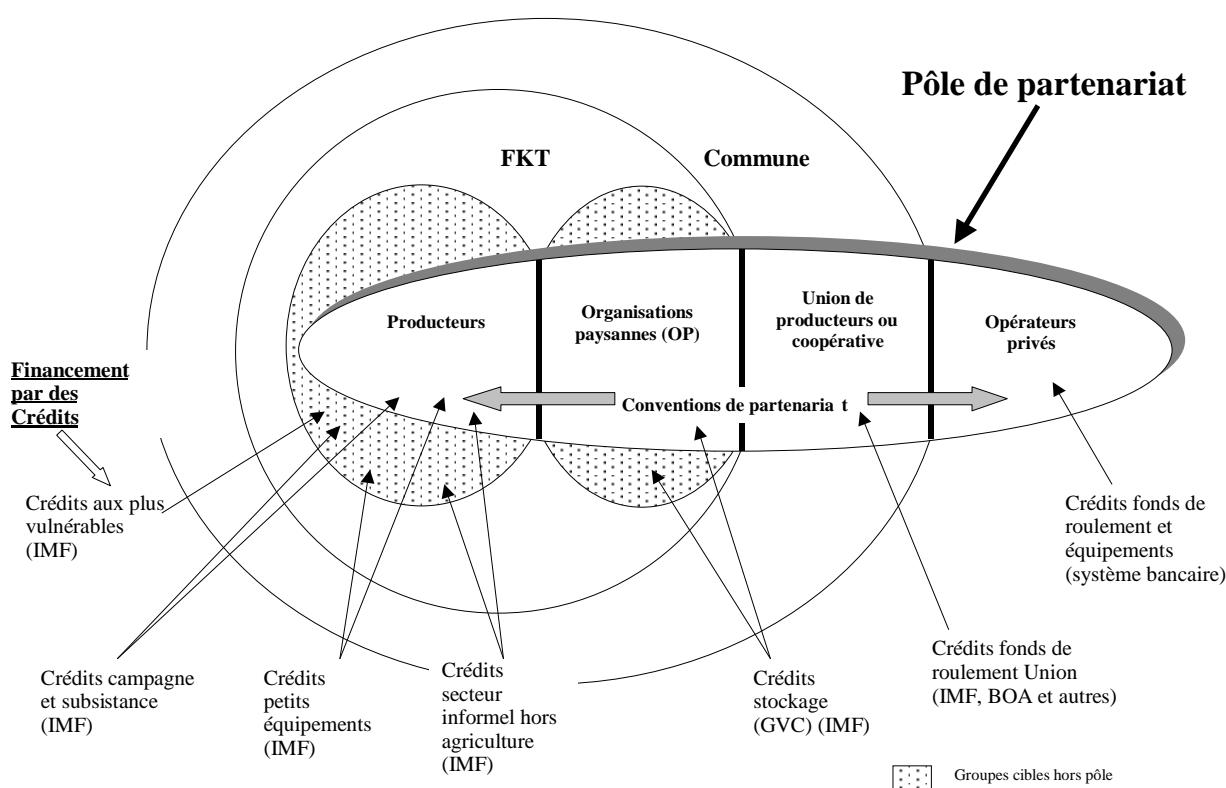 Pôle de partenariat
FKT
Commune
Producteurs
Organisations
paysannes (OP)
Union de
producteurs ou
coopérative
Opérateurs
privés
Conventions de partenaria t
Financement
par des
Crédits
Crédits aux plus
vulnérables
(IMF)
Crédits campagne
et subsistance
(IMF)
Crédits
petits
équipements
(IMF)
Crédits
secteur
informel hors
agriculture
(IMF)
Crédits
stockage
(GVC) (IMF)
Crédits fonds de
roulement Union
(IMF, BOA et autres)
Crédits fonds de
roulement et
équipements
(système bancaire)
Groupes cibles hors pôle